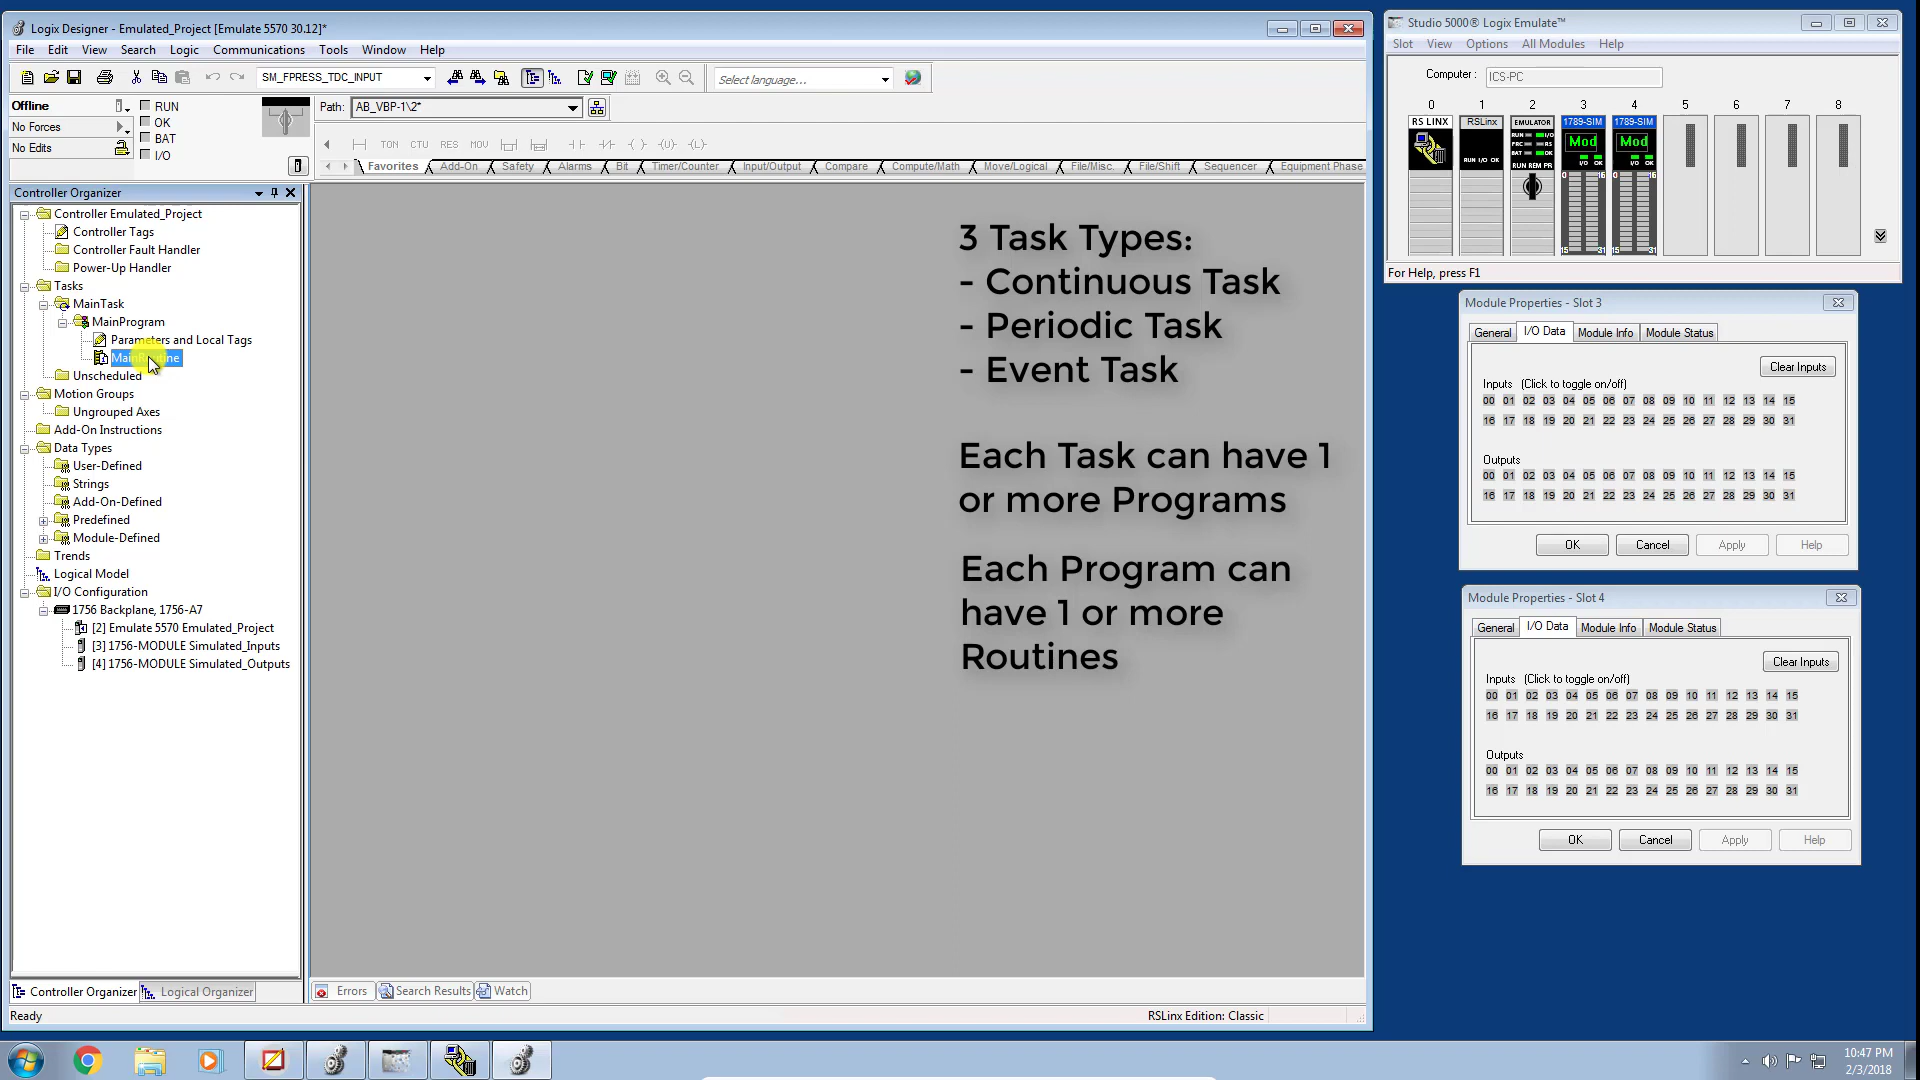 Logix Designer - Emulated_Project [Emulate 5570 30.12]*
File Edit View Search Logic Communications Tools Window Help
SM_FPRESS_TDC_INPUT
Select language...
Offline
RUN
No Forces
OK
BAT
No Edits
I/O
Path: AB_VBP-1\2*
TON CTU RES MOV
Favorites Add-On Safety Alarms Bit Timer/Counter Input/Output Compare Compute/Math Move/Logical File/Misc. File/Shift Sequencer Equipment Phase
Controller Organizer
Controller Emulated_Project
Controller Tags
Controller Fault Handler
Power-Up Handler
Tasks
MainTask
MainProgram
Parameters and Local Tags
MainRoutine
Unscheduled
Motion Groups
Ungrouped Axes
Add-On Instructions
Data Types
User-Defined
Strings
Add-On-Defined
Predefined
Module-Defined
Trends
Logical Model
I/O Configuration
1756 Backplane, 1756-A7
[2] Emulate 5570 Emulated_Project
[3] 1756-MODULE Simulated_Inputs
[4] 1756-MODULE Simulated_Outputs
Controller Organizer Logical Organizer
3 Task Types:
- Continuous Task
- Periodic Task
- Event Task
Each Task can have 1
or more Programs
Each Program can
have 1 or more
Routines
Errors Search Results Watch
Ready
RSLinx Edition: Classic
Studio 5000® Logix Emulate™
Slot View Options All Modules Help
Computer : ICS-PC
0 1 2 3 4 5 6 7 8
RS LINX RSLinx EMULATOR 1789-SIM 1789-SIM
Mod Mod
RUN I/O OK
RUN REM PR
For Help, press F1
Module Properties - Slot 3
General I/O Data Module Info Module Status
Clear Inputs
Inputs (Click to toggle on/off)
00 01 02 03 04 05 06 07 08 09 10 11 12 13 14 15
16 17 18 19 20 21 22 23 24 25 26 27 28 29 30 31
Outputs
00 01 02 03 04 05 06 07 08 09 10 11 12 13 14 15
16 17 18 19 20 21 22 23 24 25 26 27 28 29 30 31
OK Cancel Apply Help
Module Properties - Slot 4
General I/O Data Module Info Module Status
Clear Inputs
Inputs (Click to toggle on/off)
00 01 02 03 04 05 06 07 08 09 10 11 12 13 14 15
16 17 18 19 20 21 22 23 24 25 26 27 28 29 30 31
Outputs
00 01 02 03 04 05 06 07 08 09 10 11 12 13 14 15
16 17 18 19 20 21 22 23 24 25 26 27 28 29 30 31
OK Cancel Apply Help
10:47 PM
2/3/2018